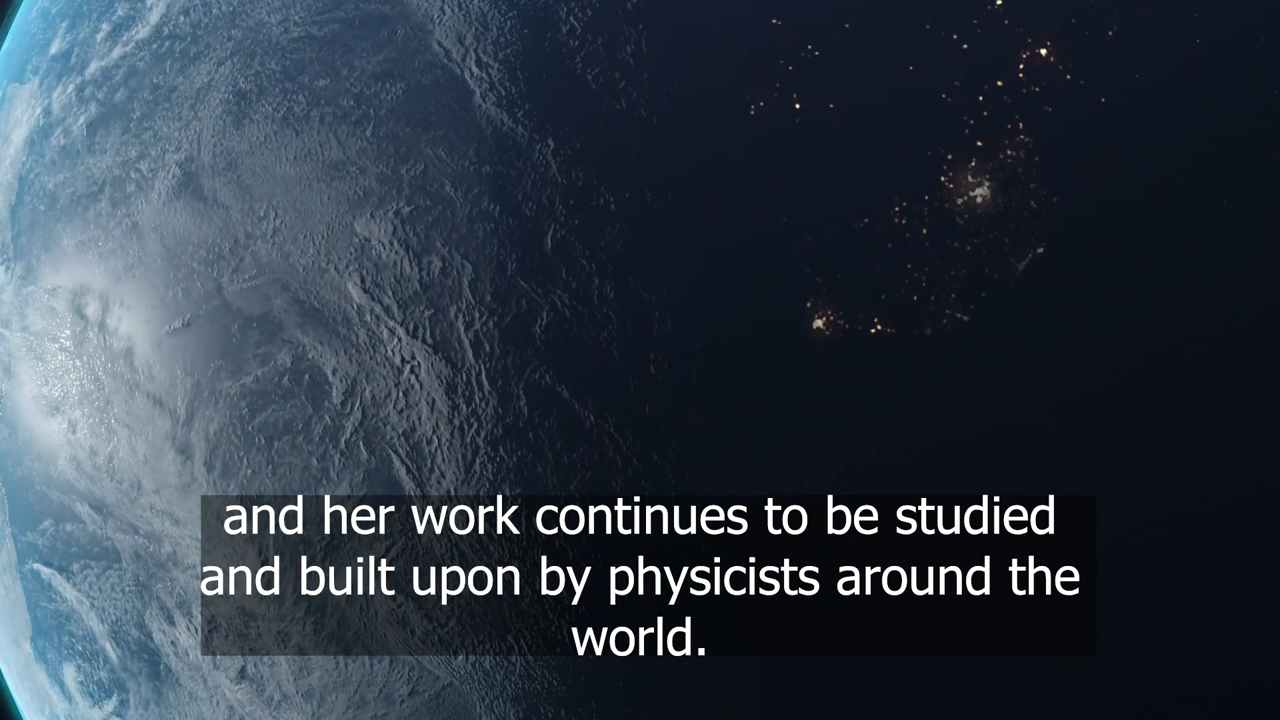 and her work continues to be studied
and built upon by physicists around the
world.